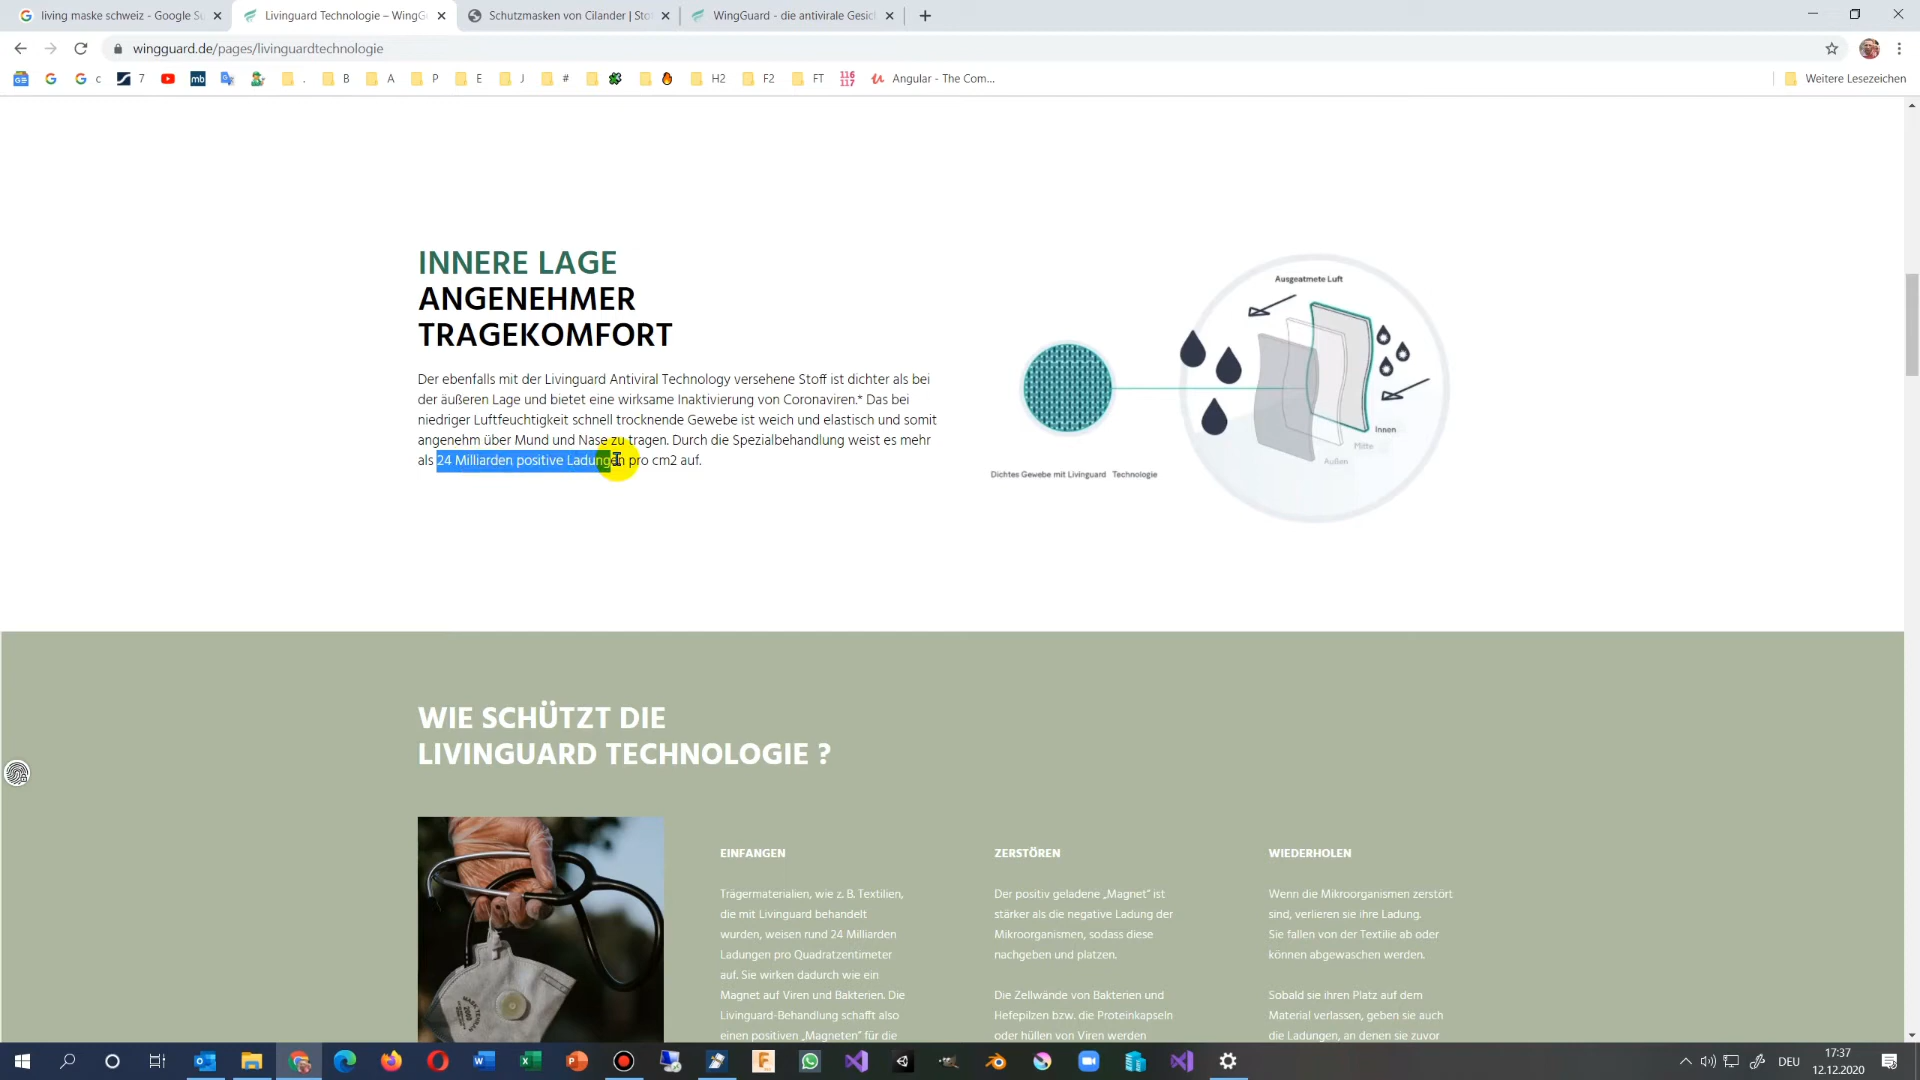 living maske schweiz - Google Su
Livinguard Technologie – WingGu
Schutzmasken von Cilander | Sto
WingGuard - die antivirale Gesic
wingguard.de/pages/livinguardtechnologie
c
7
mb
.
B
A
P
E
J
#
H2
F2
FT
116
117
Angular - The Com...
Weitere Lesezeichen
INNERE LAGE
ANGENEHMER
TRAGEKOMFORT
Der ebenfalls mit der Livinguard Antiviral Technology versehene Stoff ist dichter als bei
der äußeren Lage und bietet eine wirksame Inaktivierung von Coronaviren.* Das bei
niedriger Luftfeuchtigkeit schnell trocknende Gewebe ist weich und elastisch und somit
angenehm über Mund und Nase zu tragen. Durch die Spezialbehandlung weist es mehr
als 24 Milliarden positive Ladungen pro cm2 auf.
Ausgeatmete Luft
Innen
Mitte
Außen
Dichtes Gewebe mit Livinguard Technologie
WIE SCHÜTZT DIE
LIVINGUARD TECHNOLOGIE ?
EINFANGEN
Trägermaterialien, wie z. B. Textilien,
die mit Livinguard behandelt
wurden, weisen rund 24 Milliarden
Ladungen pro Quadratzentimeter
auf. Sie wirken dadurch wie ein
Magnet auf Viren und Bakterien. Die
Livinguard-Behandlung schafft also
einen positiven „Magneten" für die
ZERSTÖREN
Der positiv geladene „Magnet" ist
stärker als die negative Ladung der
Mikroorganismen, sodass diese
nachgeben und platzen.
Die Zellwände von Bakterien und
Hefepilzen bzw. die Proteinkapseln
oder hüllen von Viren werden
WIEDERHOLEN
Wenn die Mikroorganismen zerstört
sind, verlieren sie ihre Ladung.
Sie fallen von der Textilie ab oder
können abgewaschen werden.
Sobald sie ihren Platz auf dem
Material verlassen, geben sie auch
die Ladungen, an denen sie zuvor
DEU
17:37
12.12.2020